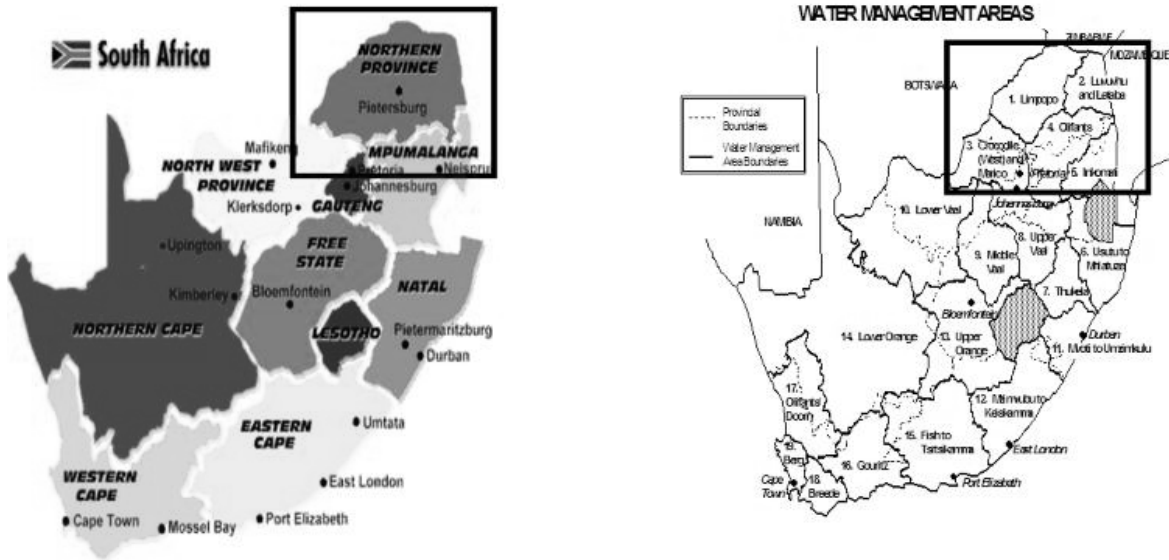 South Africa
NORTHERN
PROVINCE
Pietersburg
Mafikeng
MPUMALANGA
NORTH WEST
PROVINCE
Pretoria
Nelspru
Johannesburg
GAUTENG
Klerksdorp
Upington
FREE
STATE
Kimberley
Bloemfontein
NATAL
NORTHERN CAPE
LESOTHO
Pietermaritzburg
Durban
EASTERN
CAPE
Umtata
WESTERN
CAPE
East London
Cape Town
Mossel Bay
Port Elizabeth
WATER MANAGEMENT AREAS
ZIMBABWE
MOZAMBIQUE
BOTSWANA
2. Luvuvhu
and Letaba
1. Limpopo
Provincial
Boundaries
Water Management
Area Boundaries
4. Olifants
3. Crocodile
(West) and
Marico
Pretoria
5. Inkomati
Johannesburg
10. Lower Vaal
NAMIBIA
8. Upper
Vaal
9. Middle
Vaal
6. Usutu to
Mhlatuze
7. Thukela
Bloemfontein
14. Lower Orange
13. Upper
Orange
Durban
11. Mvoti to Umzimkulu
17.
Olifants/
Doorn
12. Mzimvubu to
Keiskamma
15. Fish to
Tsitsikamma
East London
19.
Berg
16. Gouritz
Cape
Town
18.
Breede
Port Elizabeth